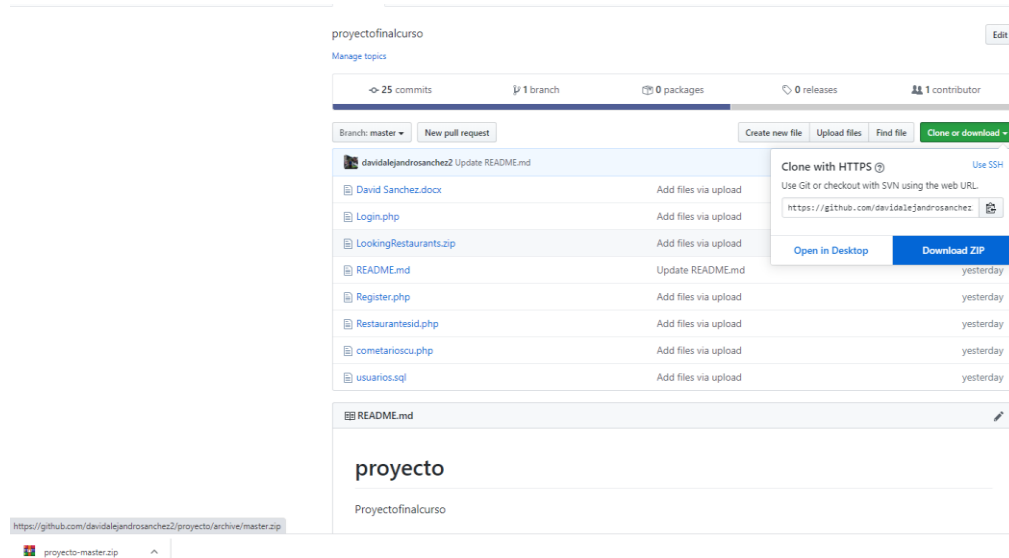 proyectofinalcurso
Edit
Manage topics
25 commits
1 branch
0 packages
0 releases
1 contributor
Branch: master
New pull request
Create new file
Upload files
Find file
Clone or download
davidalejandrosanchez2 Update README.md
Clone with HTTPS
Use SSH
Use Git or checkout with SVN using the web URL.
https://github.com/davidalejandrosanchez
Open in Desktop
Download ZIP
David Sanchez.docx Add files via upload
Login.php Add files via upload
LookingRestaurants.zip Add files via upload
README.md Update README.md yesterday
Register.php Add files via upload yesterday
Restaurantesid.php Add files via upload yesterday
cometarioscu.php Add files via upload yesterday
usuarios.sql Add files via upload yesterday
README.md
proyecto
Proyectofinalcurso
https://github.com/davidalejandrosanchez2/proyecto/archive/master.zip
proyecto-master.zip